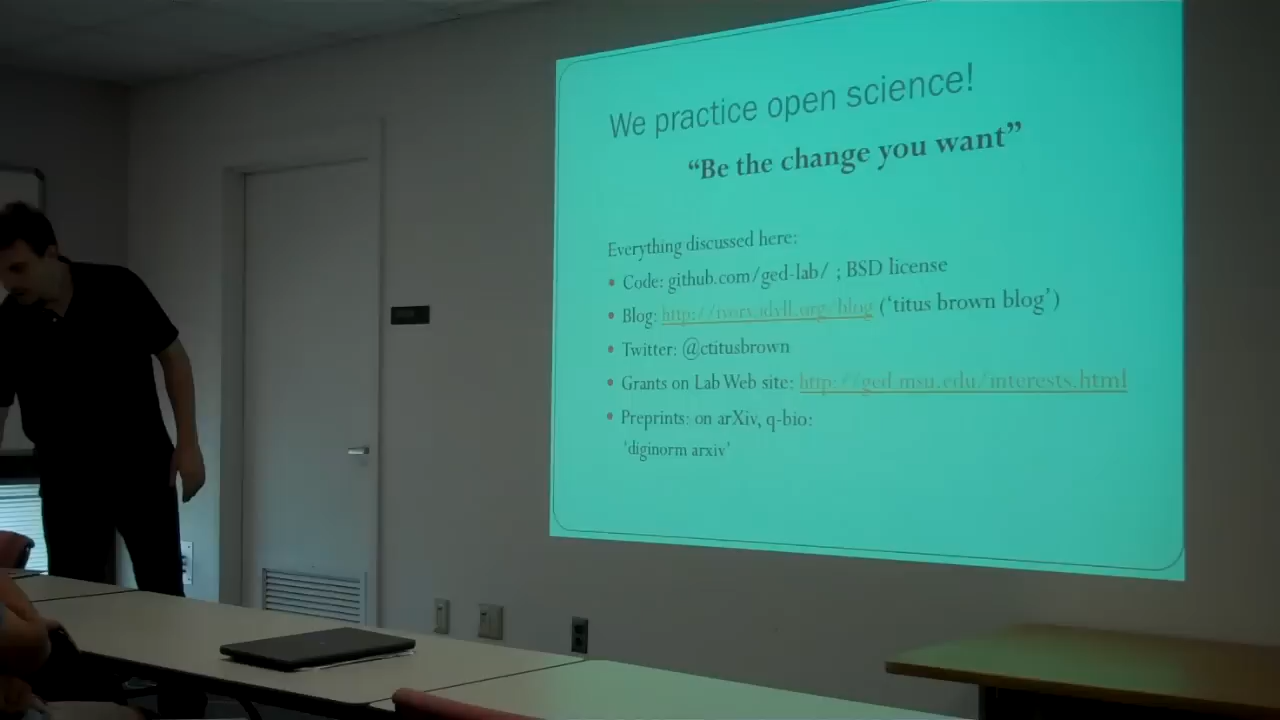 We practice open science!
“Be the change you want”
Everything discussed here:
• Code: github.com/ged-lab/ ; BSD license
• Blog: http://ivory.idyll.org/blog (‘titus brown blog’)
• Twitter: @ctitusbrown
• Grants on Lab Web site: http://ged.msu.edu/interests.html
• Preprints: on arXiv, q-bio:
‘diginorm arxiv’